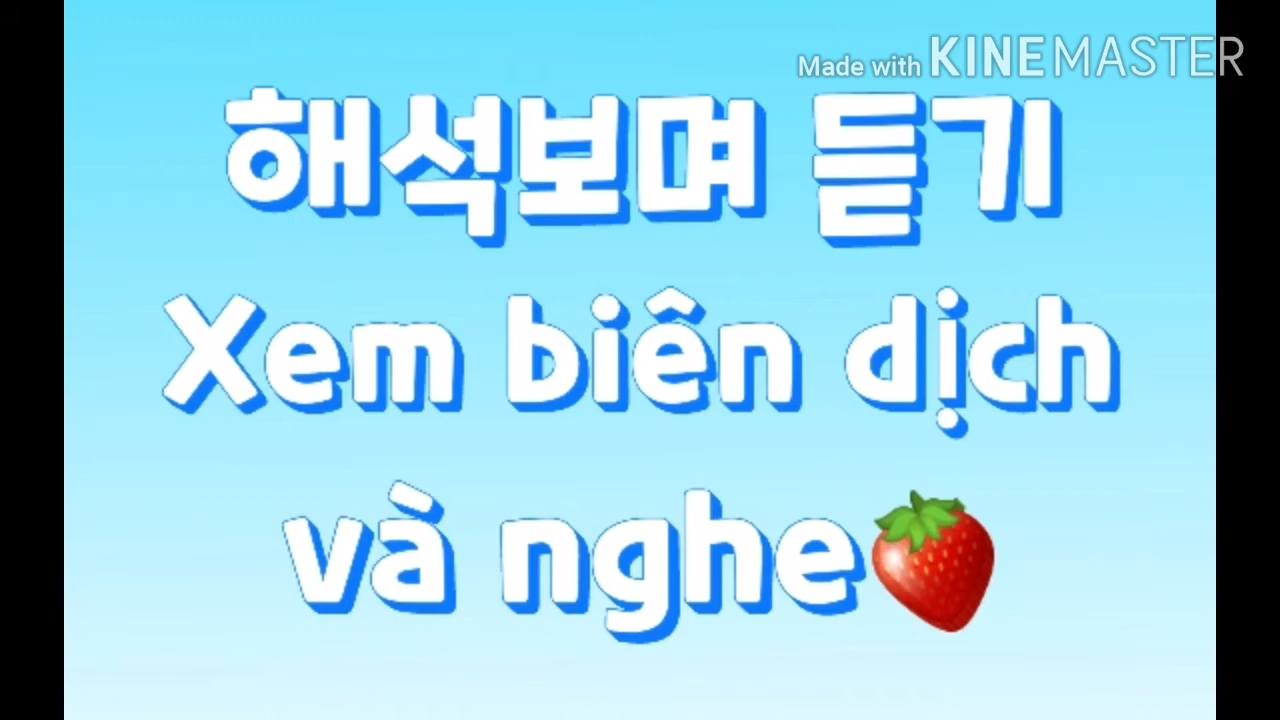 Made with KINEMASTER
해석보며 듣기
Xem biên dịch
và nghe